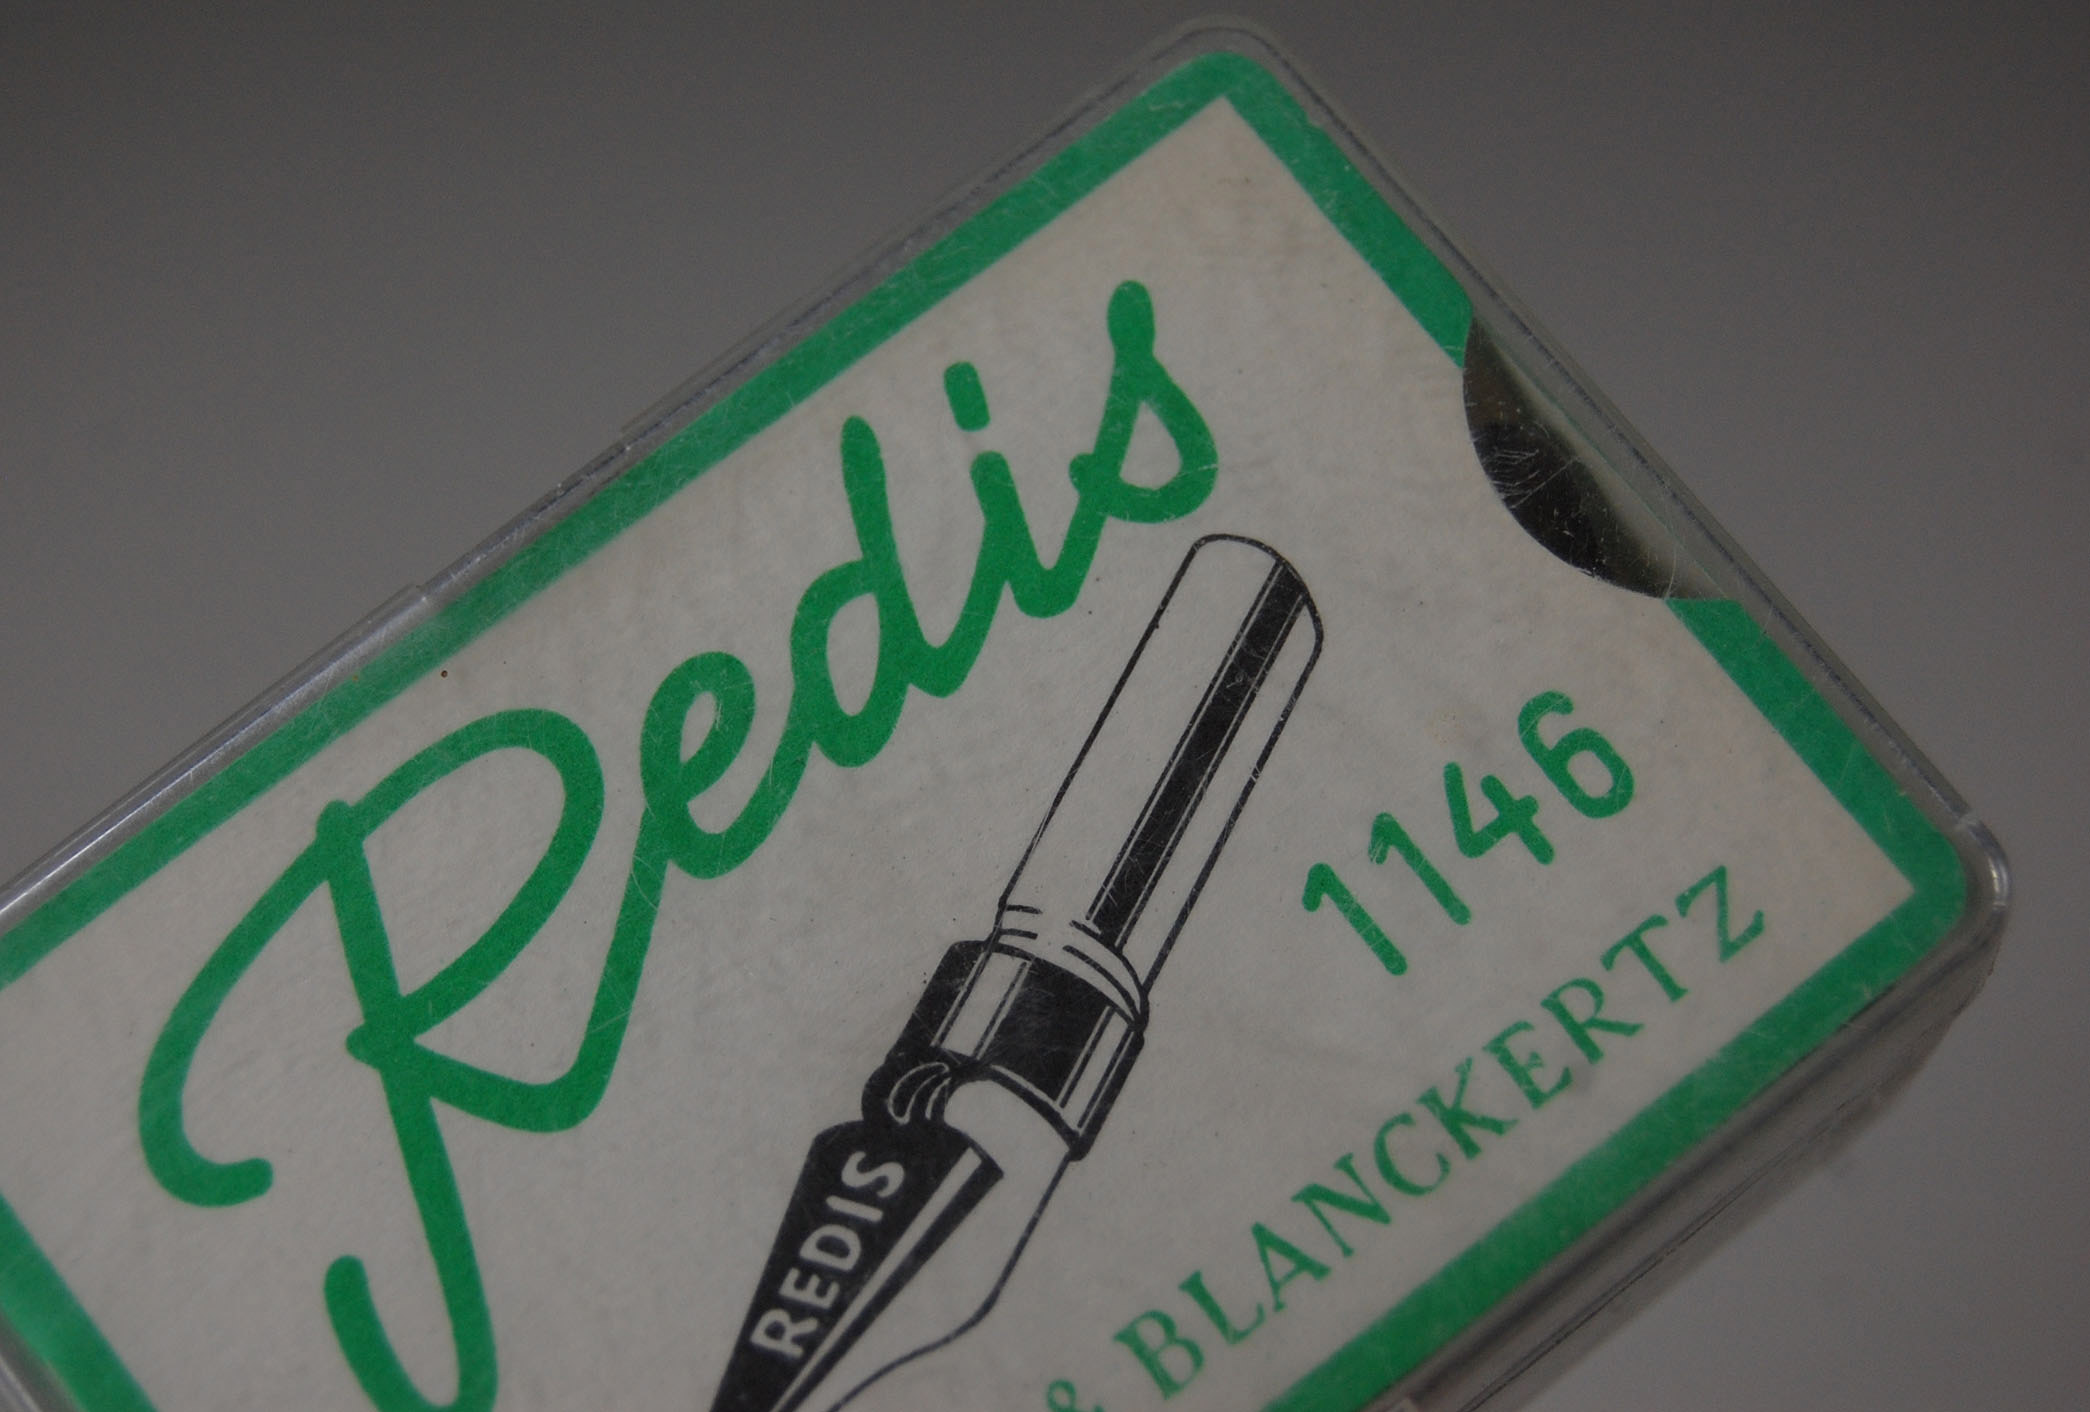 Redis
REDIS
1146
& BLANCKERTZ